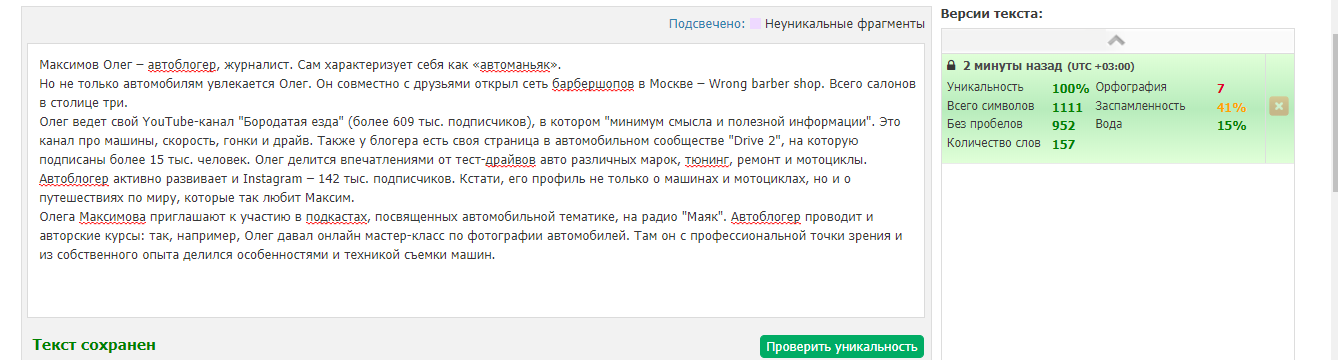 Подсвечено: Неуникальные фрагменты
Версии текста:
Максимов Олег – автоблогер, журналист. Сам характеризует себя как «автоманьяк».
Но не только автомобилям увлекается Олег. Он совместно с друзьями открыл сеть барбершопов в Москве – Wrong barber shop. Всего салонов
в столице три.
Олег ведет свой YouTube-канал "Бородатая езда" (более 609 тыс. подписчиков), в котором "минимум смысла и полезной информации". Это
канал про машины, скорость, гонки и драйв. Также у блогера есть своя страница в автомобильном сообществе "Drive 2", на которую
подписаны более 15 тыс. человек. Олег делится впечатлениями от тест-драйвов авто различных марок, тюнинг, ремонт и мотоциклы.
Автоблогер активно развивает и Instagram – 142 тыс. подписчиков. Кстати, его профиль не только о машинах и мотоциклах, но и о
путешествиях по миру, которые так любит Максим.
Олега Максимова приглашают к участию в подкастах, посвященных автомобильной тематике, на радио "Маяк". Автоблогер проводит и
авторские курсы: так, например, Олег давал онлайн мастер-класс по фотографии автомобилей. Там он с профессиональной точки зрения и
из собственного опыта делился особенностями и техникой съемки машин.
Текст сохранен
Проверить уникальность
2 минуты назад (UTC +03:00)
Уникальность 100% Орфография 7
Всего символов 1111 Заспамленность 41%
Без пробелов 952 Вода 15%
Количество слов 157